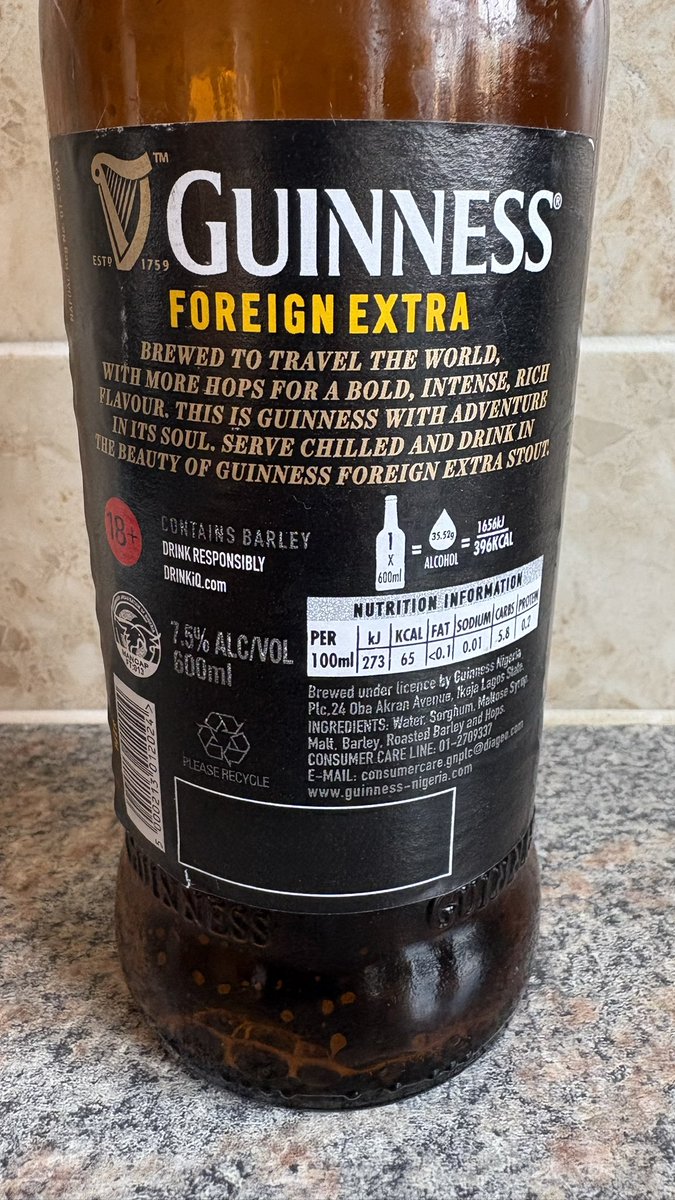 GUINNESS®
TM
ESTD 1759
FOREIGN EXTRA
BREWED TO TRAVEL THE WORLD,
WITH MORE HOPS FOR A BOLD, INTENSE, RICH
FLAVOUR. THIS IS GUINNESS WITH ADVENTURE
IN ITS SOUL. SERVE CHILLED AND DRINK IN
THE BEAUTY OF GUINNESS FOREIGN EXTRA STOUT.
18+
CONTAINS BARLEY
DRINK RESPONSIBLY
DRINKiQ.com
1 X 600ml = 35.52g ALCOHOL = 1656kJ 396KCAL
7.5% ALC/VOL
600ml
MANCAP
PLEASE RECYCLE
NUTRITION INFORMATION
PER 100ml kJ KCAL FAT SODIUM CARBS PROTEIN
273 65 <0.1 0.01 5.8 0.2
Brewed under licence by Guinness Nigeria
Plc,24 Oba Akran Avenue, Ikeja Lagos State.
INGREDIENTS: Water, Sorghum, Maltose Syrup,
Malt, Barley, Roasted Barley and Hops.
CONSUMER CARE LINE: 01-2709337
E-MAIL: consumercare.gnplc@diageo.com
www.guinness-nigeria.com
5 000213 012024>
GUINNESS